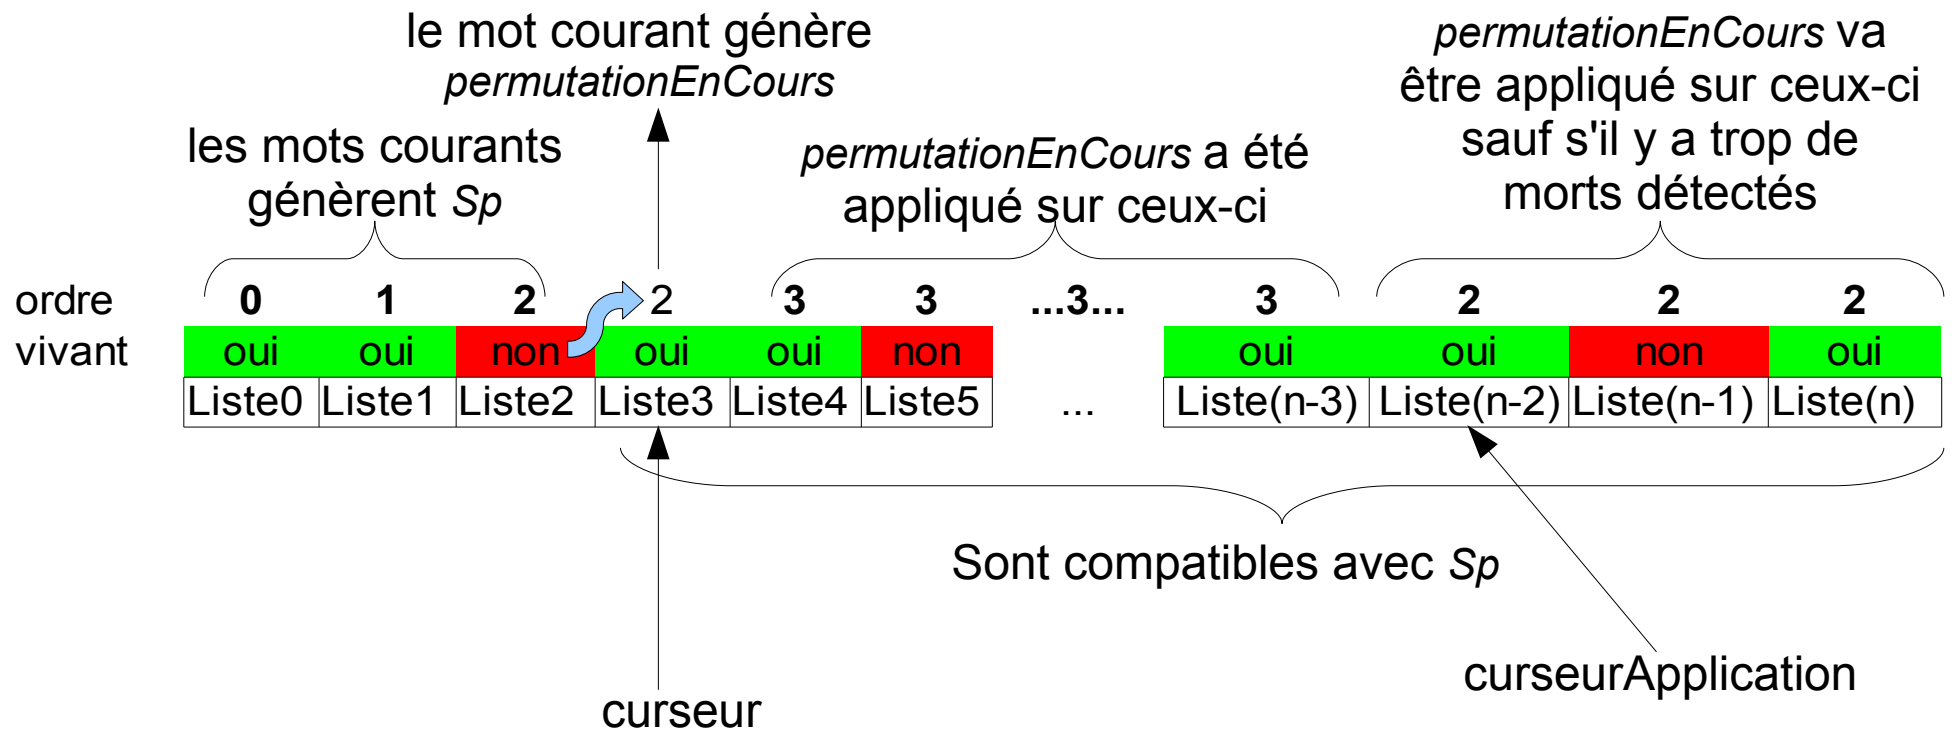 le mot courant génère
permutationEnCours
permutationEnCours va
être appliqué sur ceux-ci
sauf s'il y a trop de
morts détectés
les mots courants
génèrent Sp
permutationEnCours a été
appliqué sur ceux-ci
ordre 0 1 2 2 3 3 ...3... 3 2 2 2
vivant oui oui non oui oui non oui oui non oui
Liste0 Liste1 Liste2 Liste3 Liste4 Liste5 ... Liste(n-3) Liste(n-2) Liste(n-1) Liste(n)
Sont compatibles avec Sp
curseurApplication
curseur